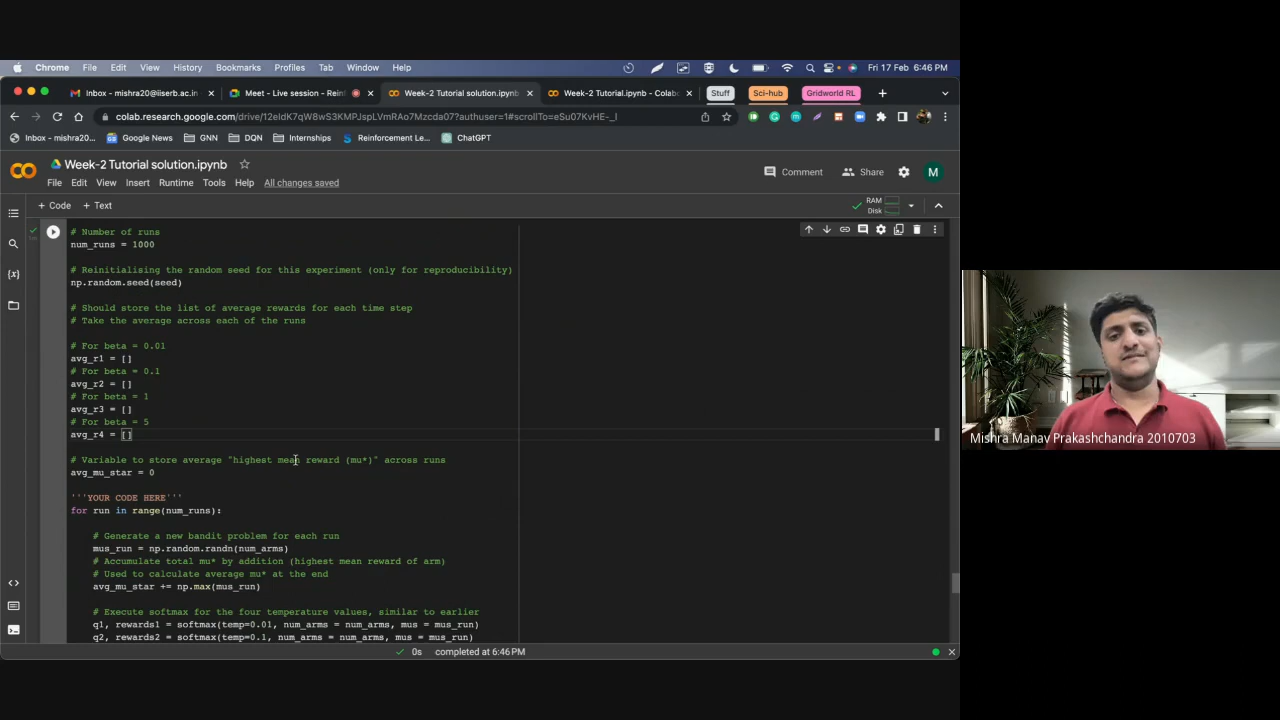 Chrome File Edit View History Bookmarks Profiles Tab Window Help Fri 17 Feb 6:46 PM
Inbox - mishra20@iiserb.ac.in Meet - Live session - Rein Week-2 Tutorial solution.ipynb Week-2 Tutorial.ipynb - Colab Stuff Sci-hub Gridworld RL
colab.research.google.com/drive/12eIdK7qW8wS3KMPJspLVmRAo7Mzcda07?authuser=1#scrollTo=eSu07KvHE-_I
Inbox - mishra20... Google News GNN DQN Internships Reinforcement Le... ChatGPT
Week-2 Tutorial solution.ipynb
Comment Share M
File Edit View Insert Runtime Tools Help All changes saved
+ Code + Text RAM
Disk
# Number of runs
num_runs = 1000
# Reinitialising the random seed for this experiment (only for reproducibility)
np.random.seed(seed)
# Should store the list of average rewards for each time step
# Take the average across each of the runs
# For beta = 0.01
avg_r1 = []
# For beta = 0.1
avg_r2 = []
# For beta = 1
avg_r3 = []
# For beta = 5
avg_r4 = []
# Variable to store average "highest mean reward (mu*)" across runs
avg_mu_star = 0
'''YOUR CODE HERE'''
for run in range(num_runs):
# Generate a new bandit problem for each run
mus_run = np.random.randn(num_arms)
# Accumulate total mu* by addition (highest mean reward of arm)
# Used to calculate average mu* at the end
avg_mu_star += np.max(mus_run)
# Execute softmax for the four temperature values, similar to earlier
q1, rewards1 = softmax(temp=0.01, num_arms = num_arms, mus = mus_run)
q2, rewards2 = softmax(temp=0.1, num_arms = num_arms, mus = mus_run)
0s completed at 6:46 PM
Mishra Manav Prakashchandra 2010703